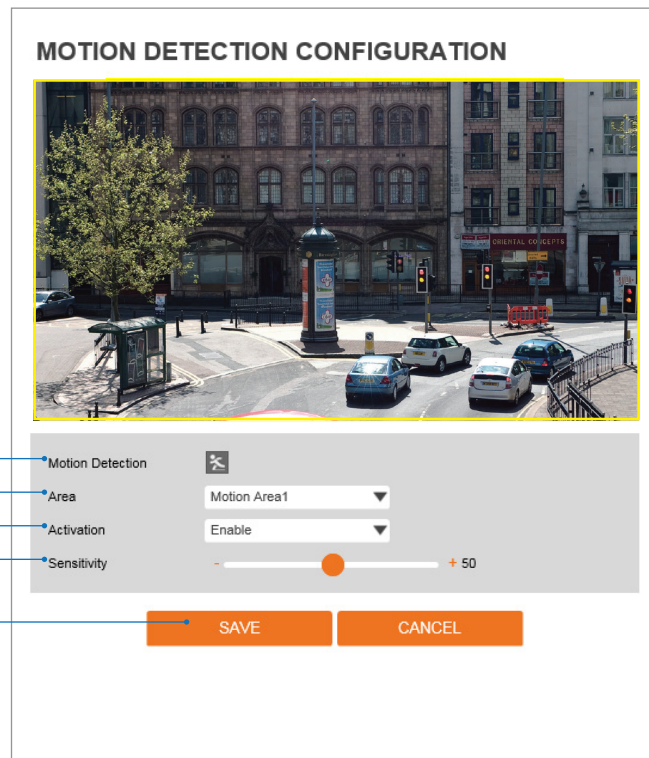 MOTION DETECTION CONFIGURATION
ORIENTAL CONCEPTS
Motion Detection
Area Motion Area1
Activation Enable
Sensitivity - + 50
SAVE CANCEL